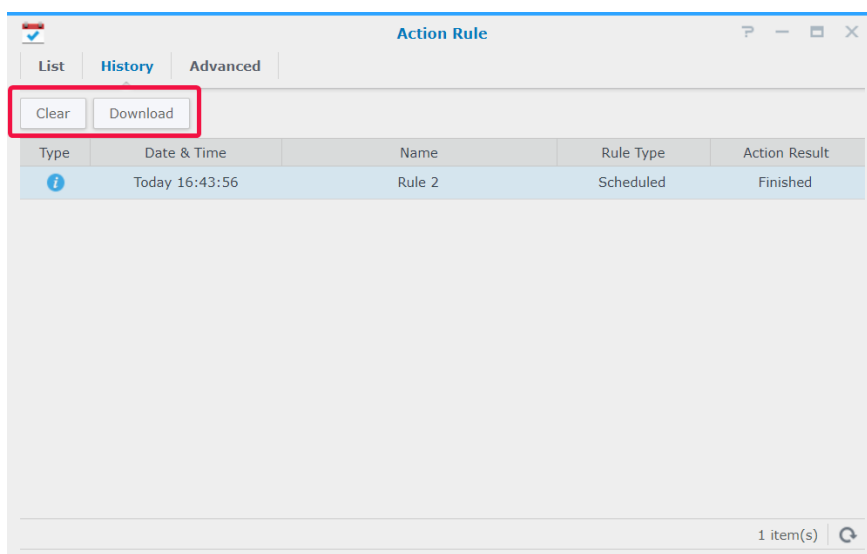 Action Rule
List History Advanced
Clear Download
Type Date & Time Name Rule Type Action Result
Today 16:43:56 Rule 2 Scheduled Finished
1 item(s)